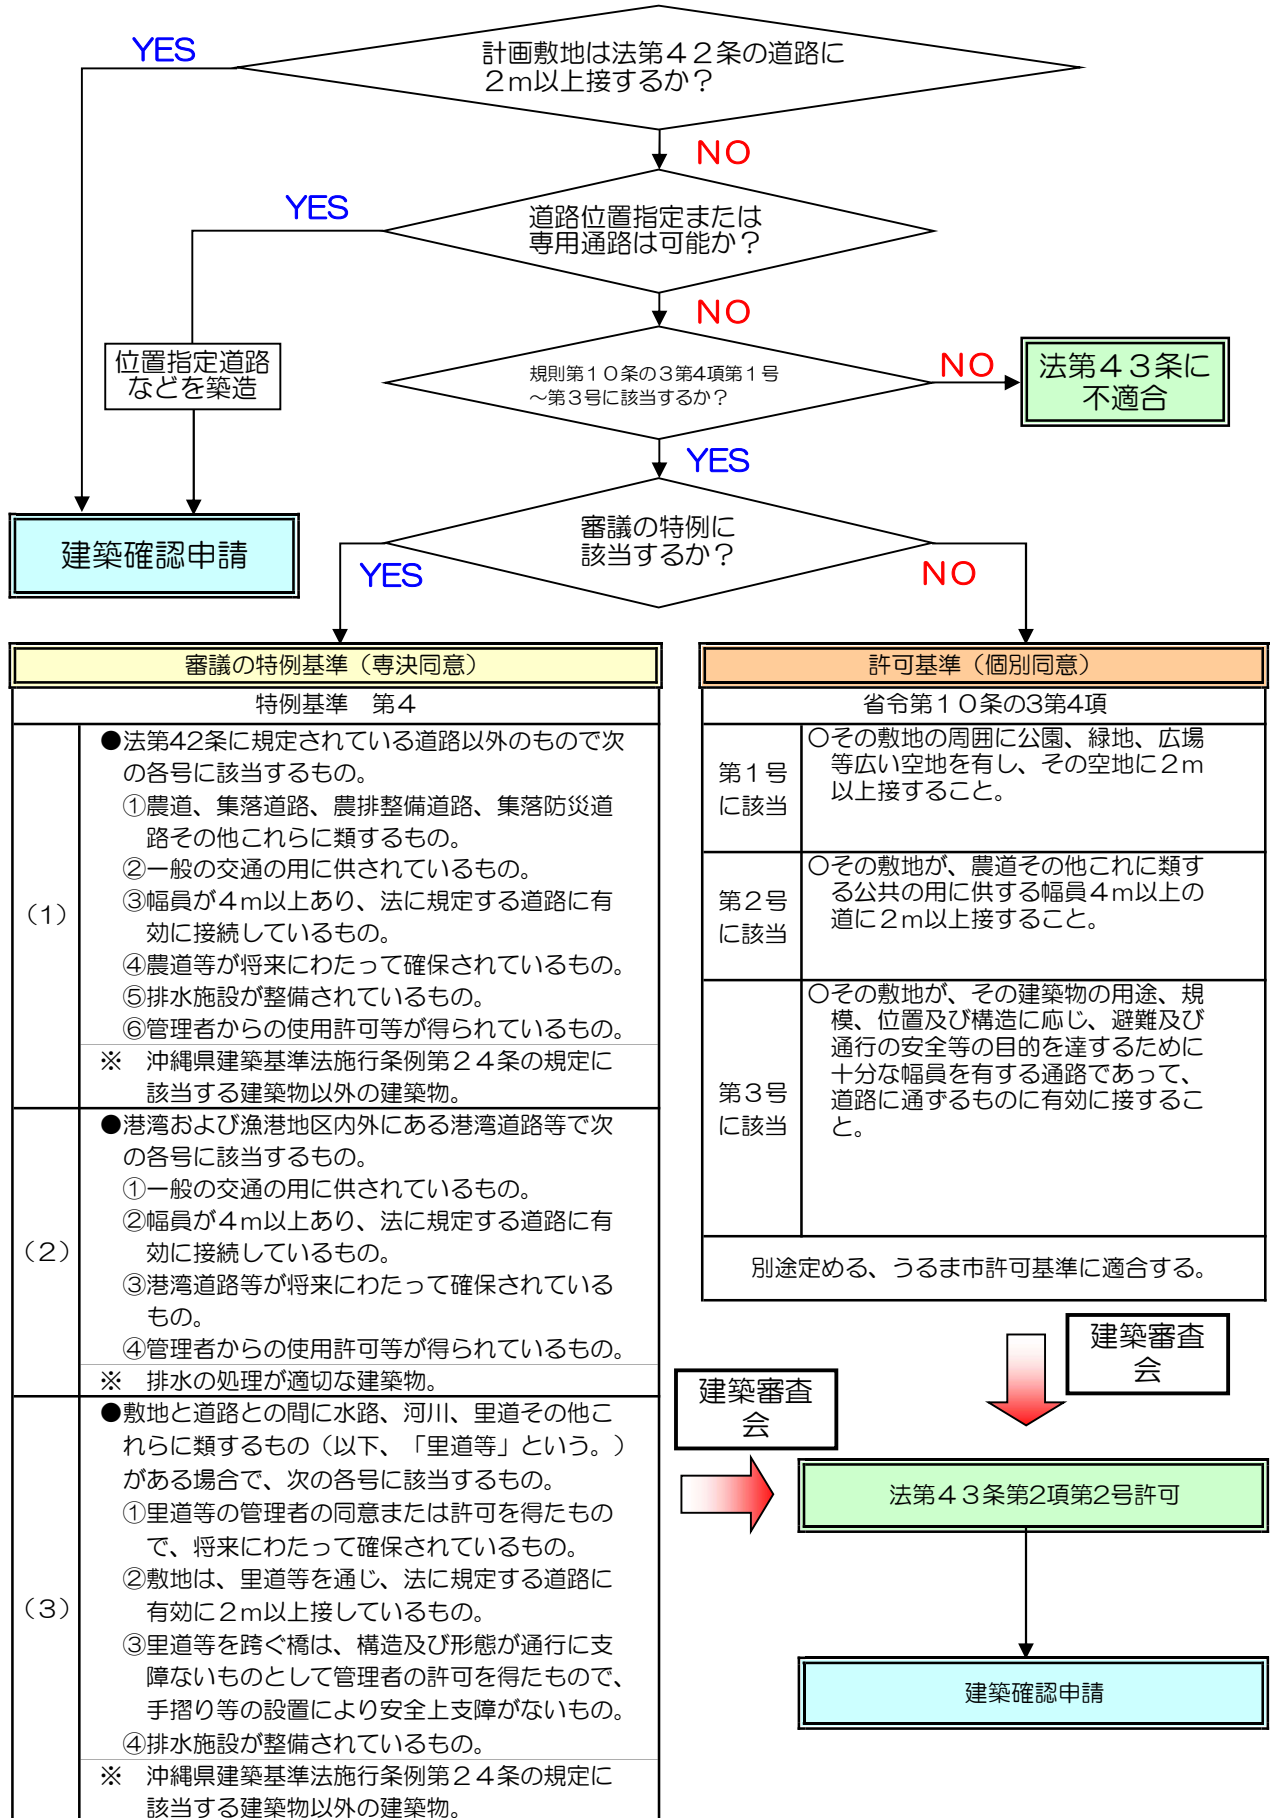 YES
計画敷地は法第４２条の道路に
２ｍ以上接するか？
ＮＯ
YES
道路位置指定または
専用通路は可能か？
ＮＯ
位置指定道路
などを築造
規則第１０条の３第４項第１号
～第３号に該当するか？
ＮＯ
法第４３条に
不適合
YES
建築確認申請
審議の特例に
該当するか？
YES
ＮＯ
審議の特例基準（専決同意）
特例基準　第４
（１）
●法第42条に規定されている道路以外のもので次
の各号に該当するもの。
①農道、集落道路、農排整備道路、集落防災道
路その他これらに類するもの。
②一般の交通の用に供されているもの。
③幅員が４ｍ以上あり、法に規定する道路に有
効に接続しているもの。
④農道等が将来にわたって確保されているもの。
⑤排水施設が整備されているもの。
⑥管理者からの使用許可等が得られているもの。
※　沖縄県建築基準法施行条例第２４条の規定に
該当する建築物以外の建築物。
（２）
●港湾および漁港地区内外にある港湾道路等で次
の各号に該当するもの。
①一般の交通の用に供されているもの。
②幅員が４ｍ以上あり、法に規定する道路に有
効に接続しているもの。
③港湾道路等が将来にわたって確保されている
もの。
④管理者からの使用許可等が得られているもの。
※　排水の処理が適切な建築物。
（３）
●敷地と道路との間に水路、河川、里道その他こ
れらに類するもの（以下、「里道等」という。）
がある場合で、次の各号に該当するもの。
①里道等の管理者の同意または許可を得たもの
で、将来にわたって確保されているもの。
②敷地は、里道等を通じ、法に規定する道路に
有効に２ｍ以上接しているもの。
③里道等を跨ぐ橋は、構造及び形態が通行に支
障ないものとして管理者の許可を得たもので、
手摺り等の設置により安全上支障がないもの。
④排水施設が整備されているもの。
※　沖縄県建築基準法施行条例第２４条の規定に
該当する建築物以外の建築物。
許可基準（個別同意）
省令第１０条の3第4項
第１号
に該当
○その敷地の周囲に公園、緑地、広場
等広い空地を有し、その空地に２ｍ
以上接すること。
第２号
に該当
○その敷地が、農道その他これに類す
る公共の用に供する幅員４ｍ以上の
道に２ｍ以上接すること。
第３号
に該当
○その敷地が、その建築物の用途、規
模、位置及び構造に応じ、避難及び
通行の安全等の目的を達するために
十分な幅員を有する通路であって、
道路に通ずるものに有効に接するこ
と。
別途定める、うるま市許可基準に適合する。
建築審査
会
建築審査
会
法第４３条第2項第2号許可
建築確認申請